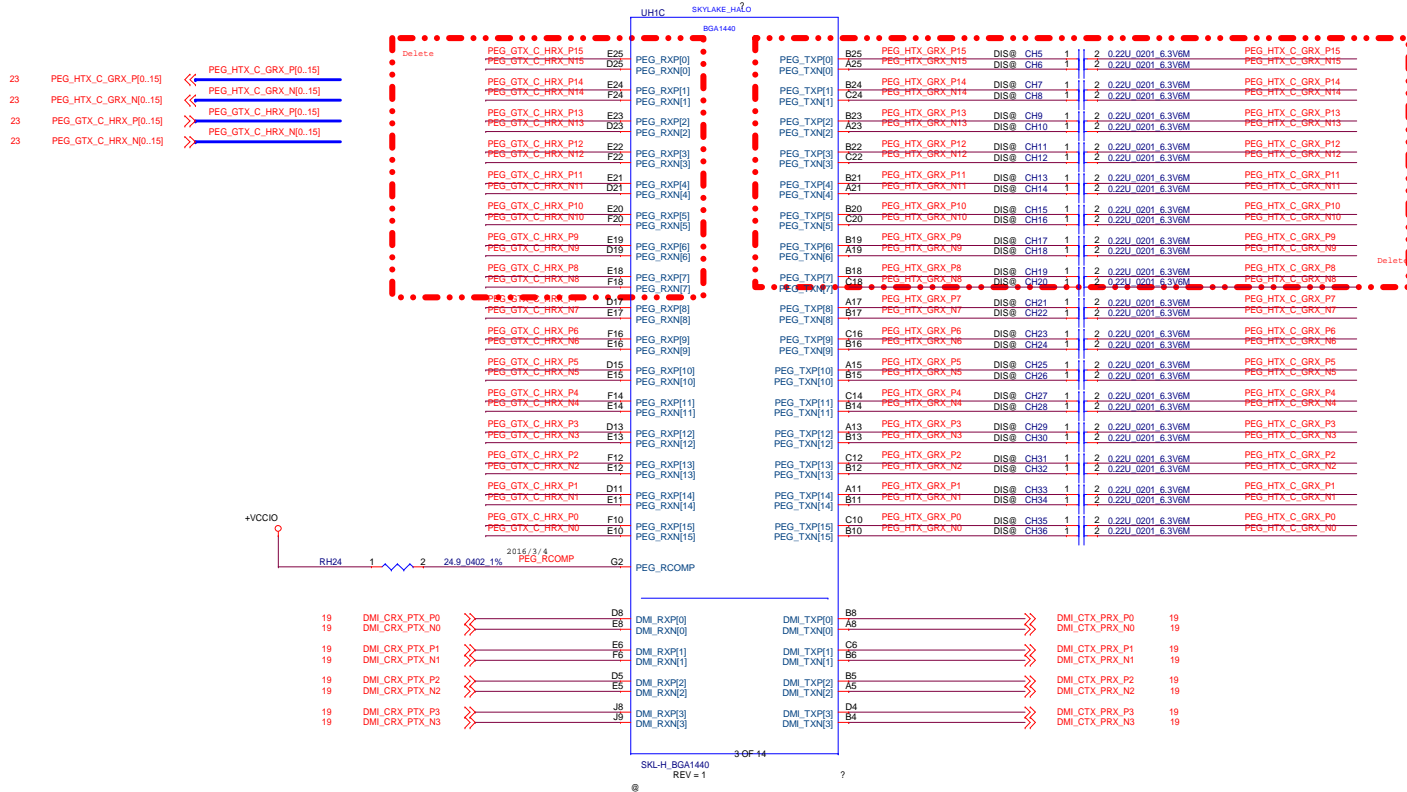 UH1C SKYLAKE_HALO ?
BGA1440
Delete
23 PEG_HTX_C_GRX_P[0..15] PEG_HTX_C_GRX_P[0..15]
23 PEG_HTX_C_GRX_N[0..15] PEG_HTX_C_GRX_N[0..15]
23 PEG_GTX_C_HRX_P[0..15] PEG_GTX_C_HRX_P[0..15]
23 PEG_GTX_C_HRX_N[0..15] PEG_GTX_C_HRX_N[0..15]
PEG_GTX_C_HRX_P15 E25 PEG_RXP[0] PEG_TXP[0] B25 PEG_HTX_GRX_P15 DIS@ CH5 1 2 0.22U_0201_6.3V6M PEG_HTX_C_GRX_P15
PEG_GTX_C_HRX_N15 D25 PEG_RXN[0] PEG_TXN[0] A25 PEG_HTX_GRX_N15 DIS@ CH6 1 2 0.22U_0201_6.3V6M PEG_HTX_C_GRX_N15
PEG_GTX_C_HRX_P14 E24 PEG_RXP[1] PEG_TXP[1] B24 PEG_HTX_GRX_P14 DIS@ CH7 1 2 0.22U_0201_6.3V6M PEG_HTX_C_GRX_P14
PEG_GTX_C_HRX_N14 F24 PEG_RXN[1] PEG_TXN[1] C24 PEG_HTX_GRX_N14 DIS@ CH8 1 2 0.22U_0201_6.3V6M PEG_HTX_C_GRX_N14
PEG_GTX_C_HRX_P13 E23 PEG_RXP[2] PEG_TXP[2] B23 PEG_HTX_GRX_P13 DIS@ CH9 1 2 0.22U_0201_6.3V6M PEG_HTX_C_GRX_P13
PEG_GTX_C_HRX_N13 D23 PEG_RXN[2] PEG_TXN[2] A23 PEG_HTX_GRX_N13 DIS@ CH10 1 2 0.22U_0201_6.3V6M PEG_HTX_C_GRX_N13
PEG_GTX_C_HRX_P12 E22 PEG_RXP[3] PEG_TXP[3] B22 PEG_HTX_GRX_P12 DIS@ CH11 1 2 0.22U_0201_6.3V6M PEG_HTX_C_GRX_P12
PEG_GTX_C_HRX_N12 F22 PEG_RXN[3] PEG_TXN[3] C22 PEG_HTX_GRX_N12 DIS@ CH12 1 2 0.22U_0201_6.3V6M PEG_HTX_C_GRX_N12
PEG_GTX_C_HRX_P11 E21 PEG_RXP[4] PEG_TXP[4] B21 PEG_HTX_GRX_P11 DIS@ CH13 1 2 0.22U_0201_6.3V6M PEG_HTX_C_GRX_P11
PEG_GTX_C_HRX_N11 D21 PEG_RXN[4] PEG_TXN[4] A21 PEG_HTX_GRX_N11 DIS@ CH14 1 2 0.22U_0201_6.3V6M PEG_HTX_C_GRX_N11
PEG_GTX_C_HRX_P10 E20 PEG_RXP[5] PEG_TXP[5] B20 PEG_HTX_GRX_P10 DIS@ CH15 1 2 0.22U_0201_6.3V6M PEG_HTX_C_GRX_P10
PEG_GTX_C_HRX_N10 F20 PEG_RXN[5] PEG_TXN[5] C20 PEG_HTX_GRX_N10 DIS@ CH16 1 2 0.22U_0201_6.3V6M PEG_HTX_C_GRX_N10
PEG_GTX_C_HRX_P9 E19 PEG_RXP[6] PEG_TXP[6] B19 PEG_HTX_GRX_P9 DIS@ CH17 1 2 0.22U_0201_6.3V6M PEG_HTX_C_GRX_P9
PEG_GTX_C_HRX_N9 D19 PEG_RXN[6] PEG_TXN[6] A19 PEG_HTX_GRX_N9 DIS@ CH18 1 2 0.22U_0201_6.3V6M PEG_HTX_C_GRX_N9
Delete
PEG_GTX_C_HRX_P8 E18 PEG_RXP[7] PEG_TXP[7] B18 PEG_HTX_GRX_P8 DIS@ CH19 1 2 0.22U_0201_6.3V6M PEG_HTX_C_GRX_P8
PEG_GTX_C_HRX_N8 F18 PEG_RXN[7] PEG_TXN[7] C18 PEG_HTX_GRX_N8 DIS@ CH20 1 2 0.22U_0201_6.3V6M PEG_HTX_C_GRX_N8
D17 PEG_RXP[8] PEG_TXP[8] A17 PEG_HTX_GRX_P7 DIS@ CH21 1 2 0.22U_0201_6.3V6M PEG_HTX_C_GRX_P7
PEG_GTX_C_HRX_N7 E17 PEG_RXN[8] PEG_TXN[8] B17 PEG_HTX_GRX_N7 DIS@ CH22 1 2 0.22U_0201_6.3V6M PEG_HTX_C_GRX_N7
PEG_GTX_C_HRX_P6 F16 PEG_RXP[9] PEG_TXP[9] C16 PEG_HTX_GRX_P6 DIS@ CH23 1 2 0.22U_0201_6.3V6M PEG_HTX_C_GRX_P6
PEG_GTX_C_HRX_N6 E16 PEG_RXN[9] PEG_TXN[9] B16 PEG_HTX_GRX_N6 DIS@ CH24 1 2 0.22U_0201_6.3V6M PEG_HTX_C_GRX_N6
PEG_GTX_C_HRX_P5 D15 PEG_RXP[10] PEG_TXP[10] A15 PEG_HTX_GRX_P5 DIS@ CH25 1 2 0.22U_0201_6.3V6M PEG_HTX_C_GRX_P5
PEG_GTX_C_HRX_N5 E15 PEG_RXN[10] PEG_TXN[10] B15 PEG_HTX_GRX_N5 DIS@ CH26 1 2 0.22U_0201_6.3V6M PEG_HTX_C_GRX_N5
PEG_GTX_C_HRX_P4 F14 PEG_RXP[11] PEG_TXP[11] C14 PEG_HTX_GRX_P4 DIS@ CH27 1 2 0.22U_0201_6.3V6M PEG_HTX_C_GRX_P4
PEG_GTX_C_HRX_N4 E14 PEG_RXN[11] PEG_TXN[11] B14 PEG_HTX_GRX_N4 DIS@ CH28 1 2 0.22U_0201_6.3V6M PEG_HTX_C_GRX_N4
PEG_GTX_C_HRX_P3 D13 PEG_RXP[12] PEG_TXP[12] A13 PEG_HTX_GRX_P3 DIS@ CH29 1 2 0.22U_0201_6.3V6M PEG_HTX_C_GRX_P3
PEG_GTX_C_HRX_N3 E13 PEG_RXN[12] PEG_TXN[12] B13 PEG_HTX_GRX_N3 DIS@ CH30 1 2 0.22U_0201_6.3V6M PEG_HTX_C_GRX_N3
PEG_GTX_C_HRX_P2 F12 PEG_RXP[13] PEG_TXP[13] C12 PEG_HTX_GRX_P2 DIS@ CH31 1 2 0.22U_0201_6.3V6M PEG_HTX_C_GRX_P2
PEG_GTX_C_HRX_N2 E12 PEG_RXN[13] PEG_TXN[13] B12 PEG_HTX_GRX_N2 DIS@ CH32 1 2 0.22U_0201_6.3V6M PEG_HTX_C_GRX_N2
PEG_GTX_C_HRX_P1 D11 PEG_RXP[14] PEG_TXP[14] A11 PEG_HTX_GRX_P1 DIS@ CH33 1 2 0.22U_0201_6.3V6M PEG_HTX_C_GRX_P1
PEG_GTX_C_HRX_N1 E11 PEG_RXN[14] PEG_TXN[14] B11 PEG_HTX_GRX_N1 DIS@ CH34 1 2 0.22U_0201_6.3V6M PEG_HTX_C_GRX_N1
PEG_GTX_C_HRX_P0 F10 PEG_RXP[15] PEG_TXP[15] C10 PEG_HTX_GRX_P0 DIS@ CH35 1 2 0.22U_0201_6.3V6M PEG_HTX_C_GRX_P0
PEG_GTX_C_HRX_N0 E10 PEG_RXN[15] PEG_TXN[15] B10 PEG_HTX_GRX_N0 DIS@ CH36 1 2 0.22U_0201_6.3V6M PEG_HTX_C_GRX_N0
+VCCIO
2016/3/4
RH24 1 2 24.9_0402_1% PEG_RCOMP G2 PEG_RCOMP
19 DMI_CRX_PTX_P0 D8 DMI_RXP[0] DMI_TXP[0] B8 DMI_CTX_PRX_P0 19
19 DMI_CRX_PTX_N0 E8 DMI_RXN[0] DMI_TXN[0] A8 DMI_CTX_PRX_N0 19
19 DMI_CRX_PTX_P1 E6 DMI_RXP[1] DMI_TXP[1] C6 DMI_CTX_PRX_P1 19
19 DMI_CRX_PTX_N1 F6 DMI_RXN[1] DMI_TXN[1] B6 DMI_CTX_PRX_N1 19
19 DMI_CRX_PTX_P2 D5 DMI_RXP[2] DMI_TXP[2] B5 DMI_CTX_PRX_P2 19
19 DMI_CRX_PTX_N2 E5 DMI_RXN[2] DMI_TXN[2] A5 DMI_CTX_PRX_N2 19
19 DMI_CRX_PTX_P3 J8 DMI_RXP[3] DMI_TXP[3] D4 DMI_CTX_PRX_P3 19
19 DMI_CRX_PTX_N3 J9 DMI_RXN[3] DMI_TXN[3] B4 DMI_CTX_PRX_N3 19
3 OF 14
SKL-H_BGA1440
REV = 1 ?
@